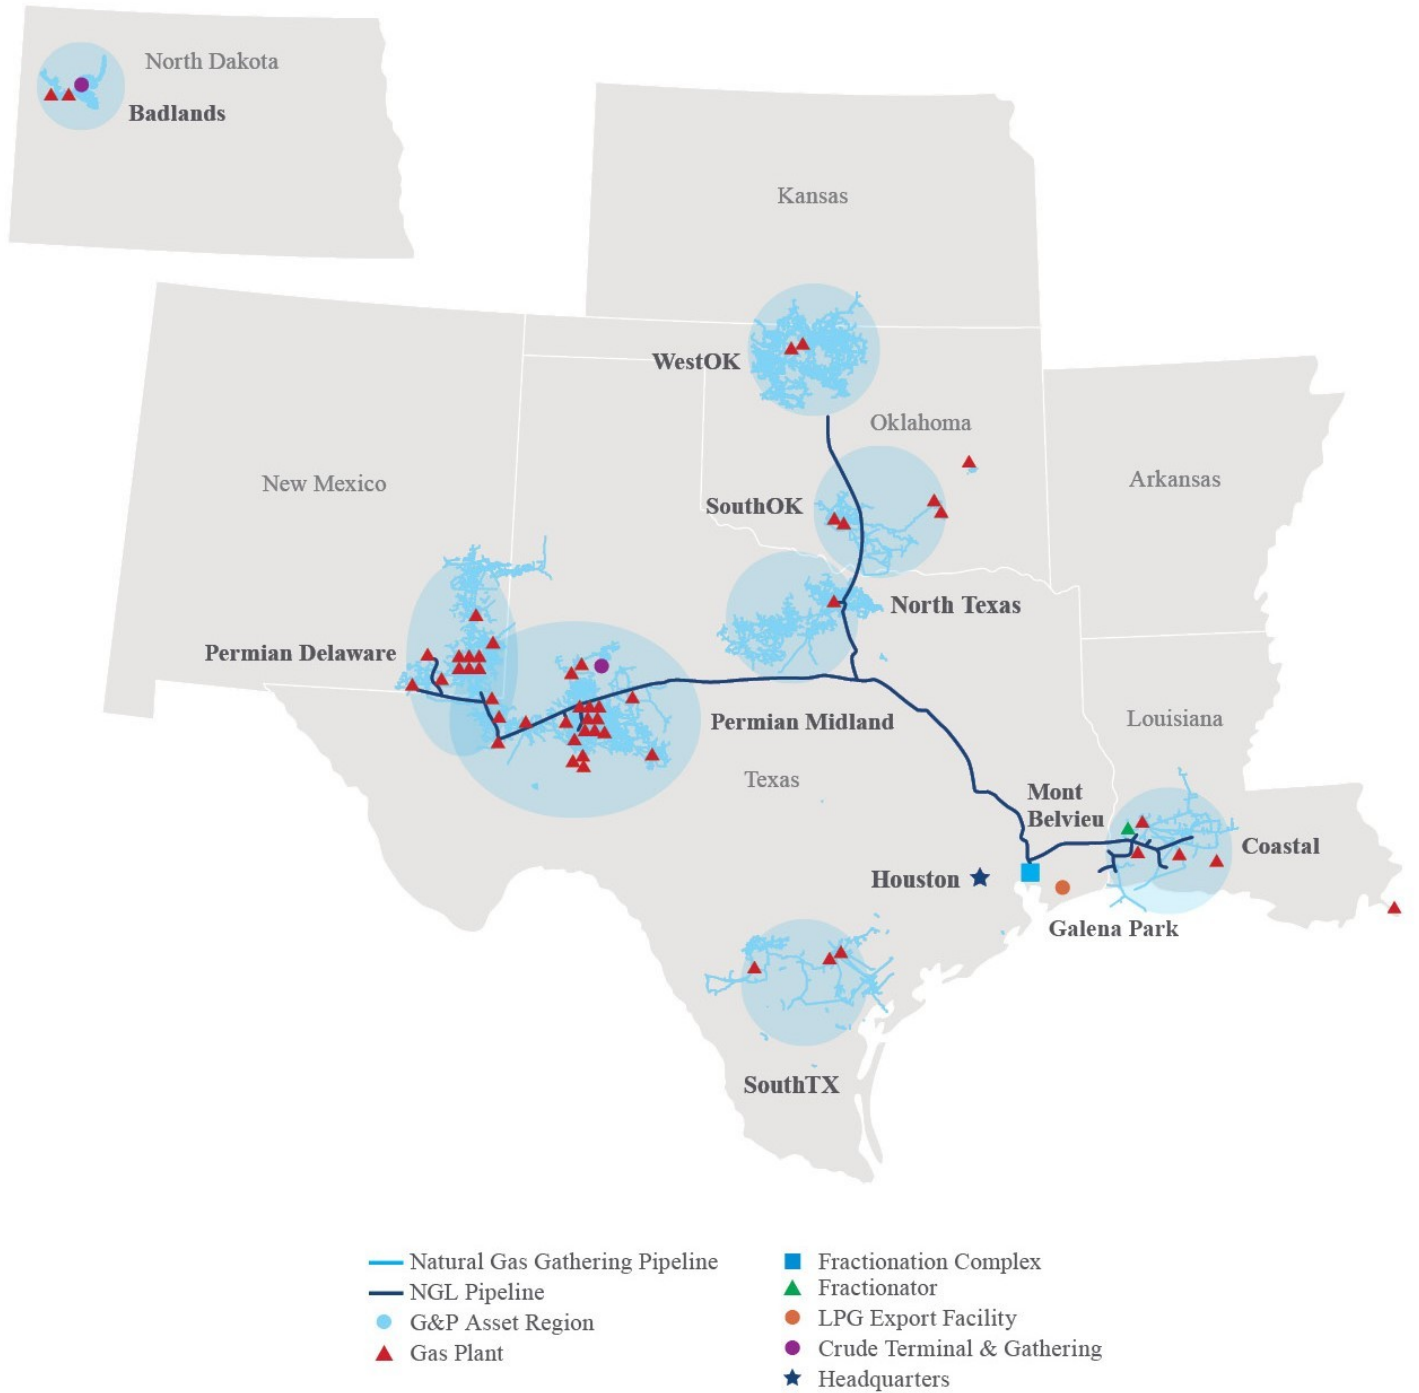 North Dakota
Badlands
Kansas
WestOK
Oklahoma
New Mexico
Arkansas
SouthOK
North Texas
Permian Delaware
Permian Midland
Louisiana
Texas
Mont
Belvieu
Coastal
Houston
Galena Park
SouthTX
Natural Gas Gathering Pipeline
NGL Pipeline
G&P Asset Region
Gas Plant
Fractionation Complex
Fractionator
LPG Export Facility
Crude Terminal & Gathering
Headquarters